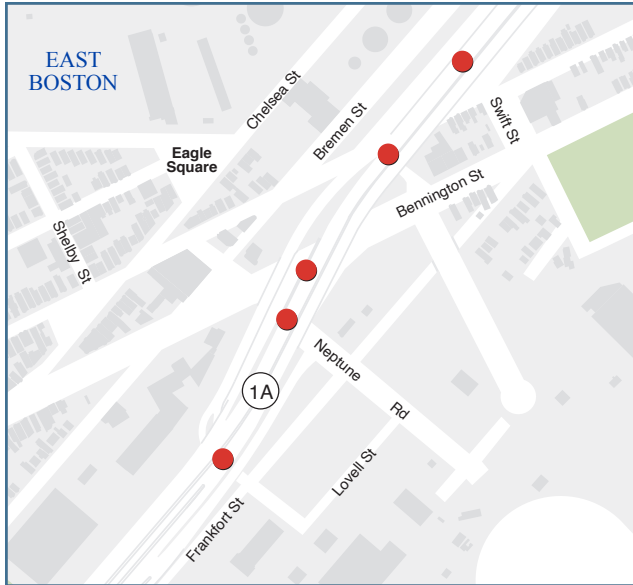 EAST
BOSTON
Chelsea St
Bremen St
Swift St
Eagle
Square
Bennington St
Shelby St
Neptune
Rd
1A
Lovell St
Frankfort St